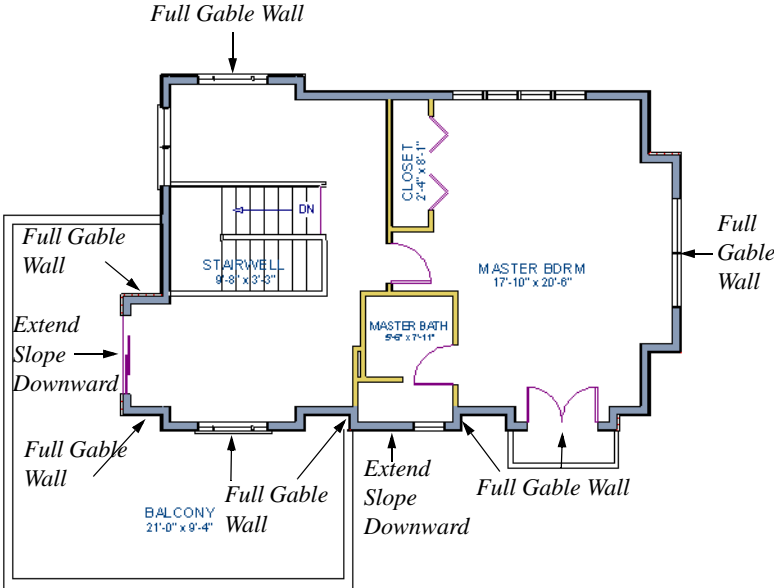 Full Gable Wall
CLOSET
2'-4" x 8'-1"
DN
Full Gable
Wall
Full
Gable
Wall
STAIRWELL
9'-8" x 3'-3"
MASTER BDRM
17'-10" x 20'-6"
Extend
Slope
Downward
MASTER BATH
5'-6" x 7'-11"
Full Gable
Wall
Full Gable
Wall
Extend
Slope
Downward
Full Gable Wall
BALCONY
21'-0" x 9'-4"